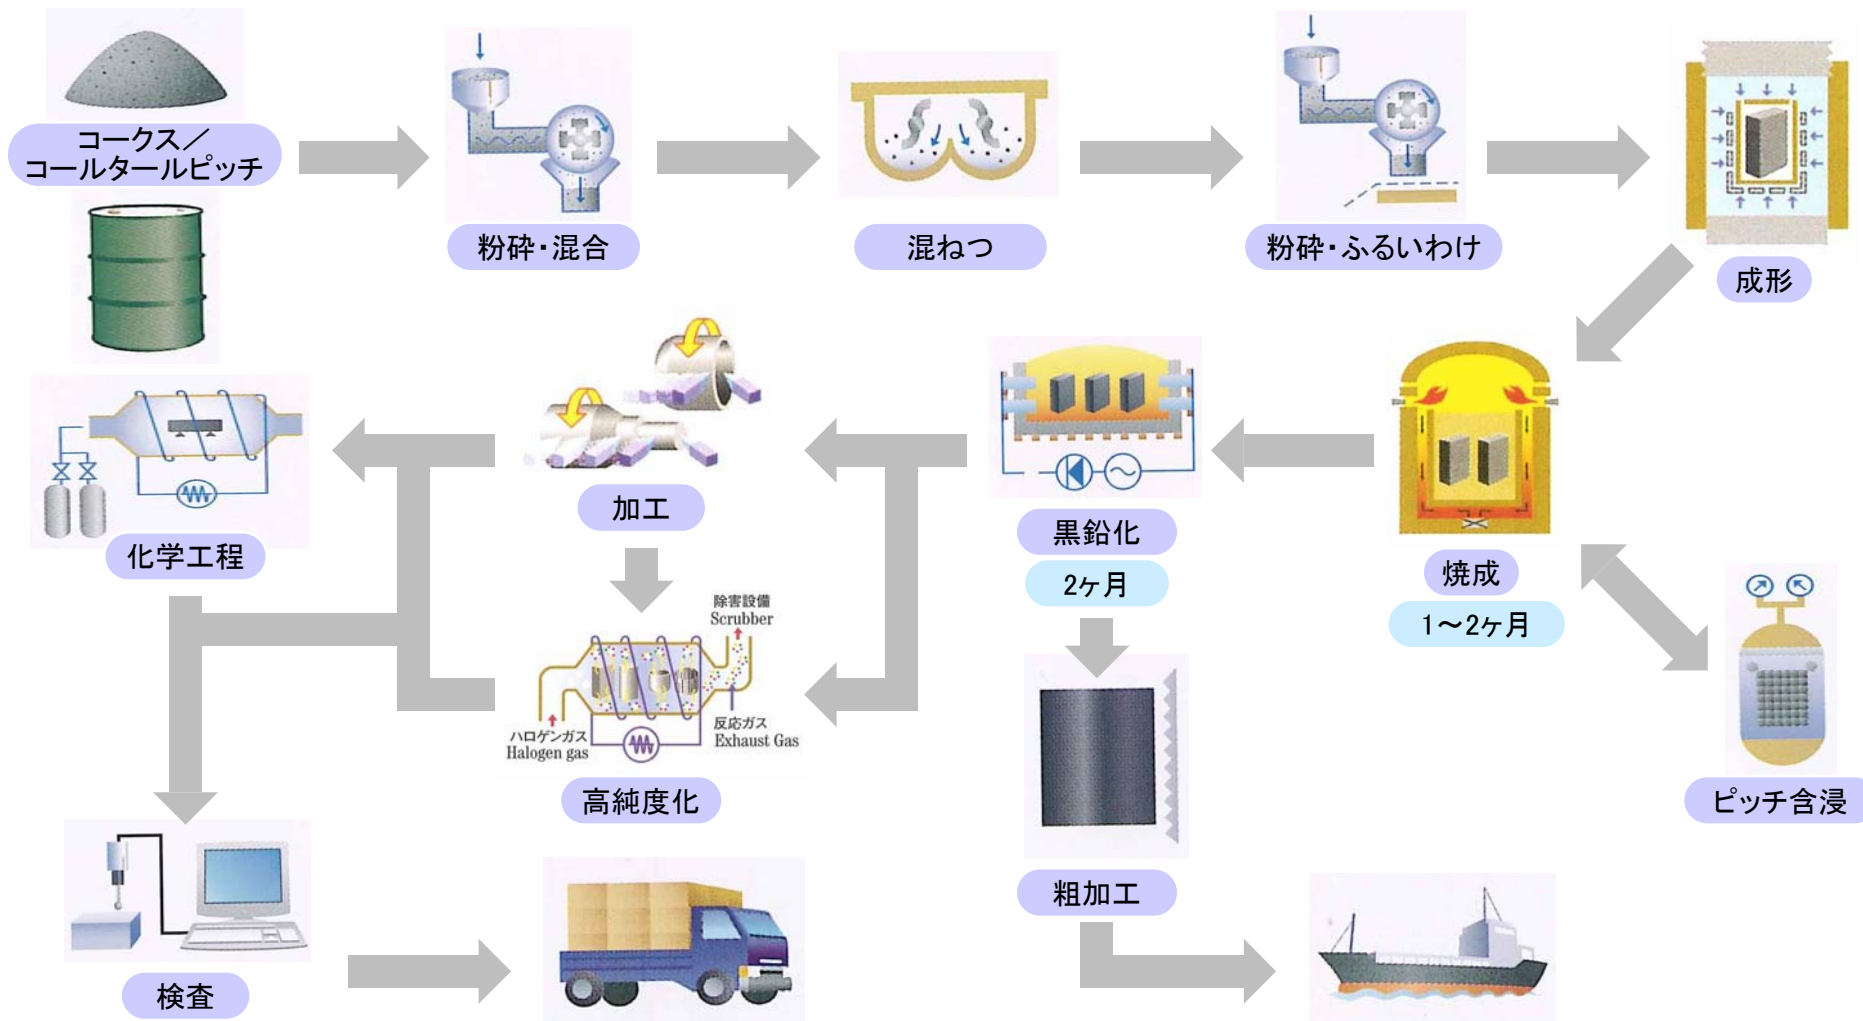 コークス／
コールタールピッチ
粉砕・混合
混ねつ
粉砕・ふるいわけ
成形
化学工程
加工
黒鉛化
2ヶ月
焼成
1～2ヶ月
除害設備
Scrubber
ハロゲンガス
Halogen gas
反応ガス
Exhaust Gas
高純度化
ピッチ含浸
粗加工
検査